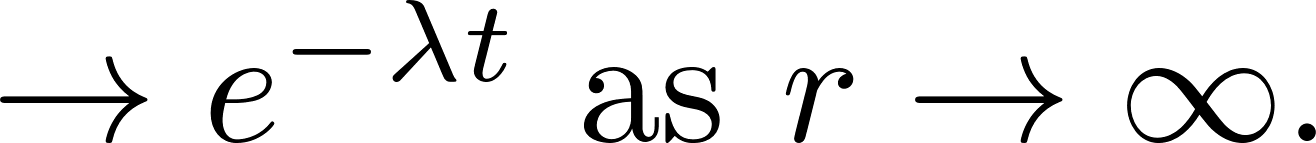 → e^{−λt} as r → ∞.